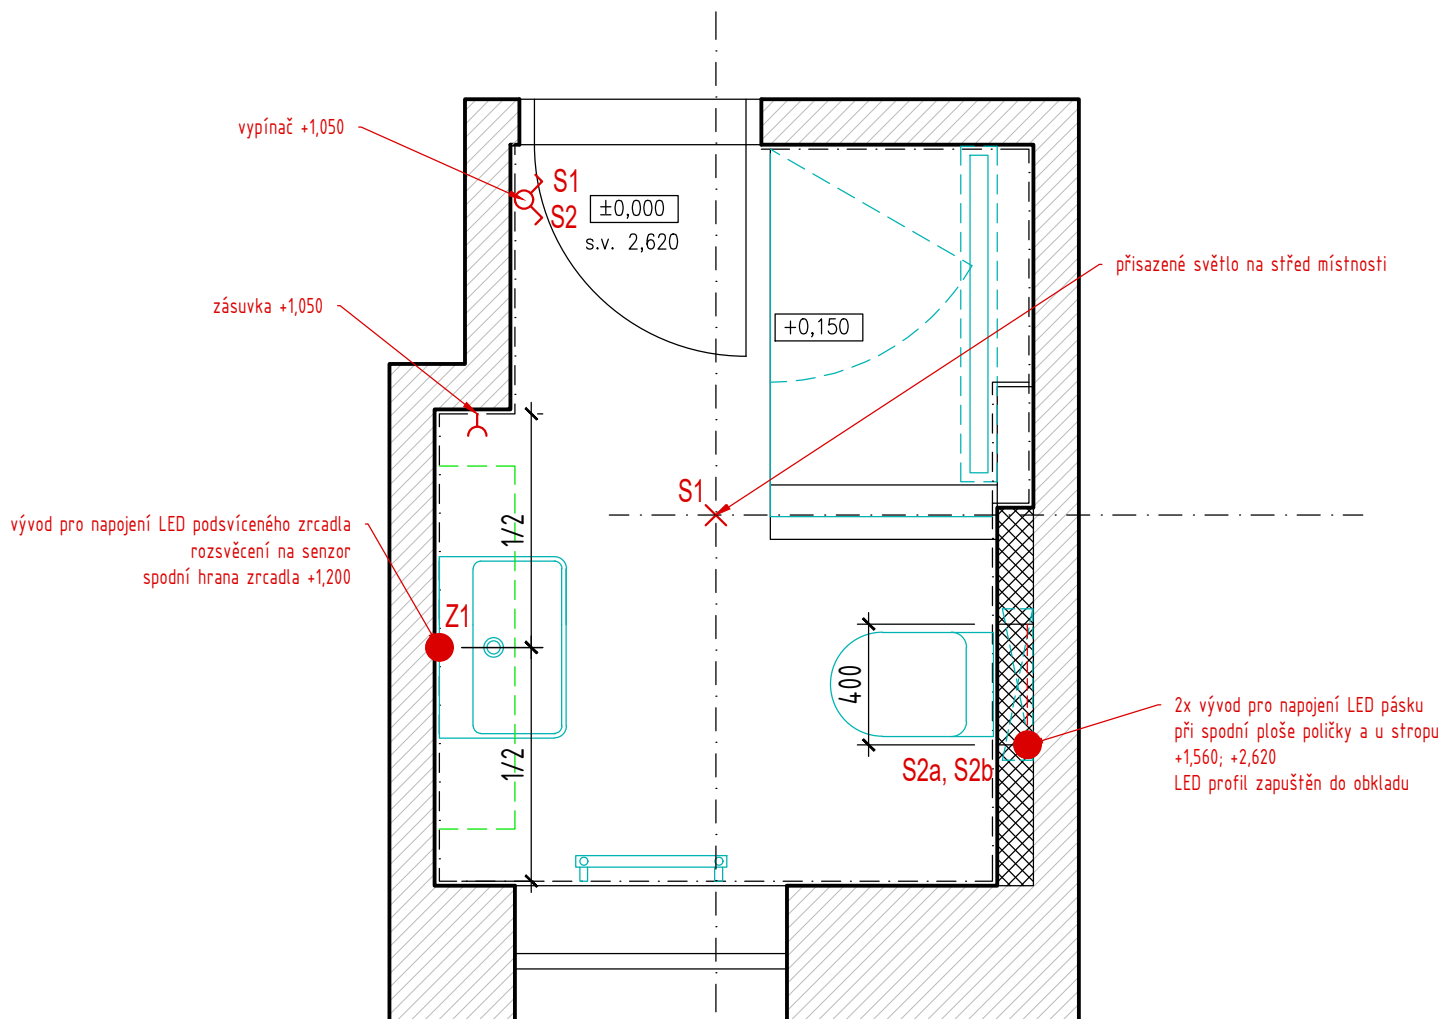 vypínač +1,050
S1
S2
±0,000
s.v. 2,620
přisazené světlo na střed místnosti
zásuvka +1,050
+0,150
S1
vývod pro napojení LED podsvíceného zrcadla
rozsvěcení na senzor
spodní hrana zrcadla +1,200
1/2
Z1
400
1/2
S2a, S2b
2x vývod pro napojení LED pásku
při spodní ploše poličky a u stropu
+1,560; +2,620
LED profil zapuštěn do obkladu